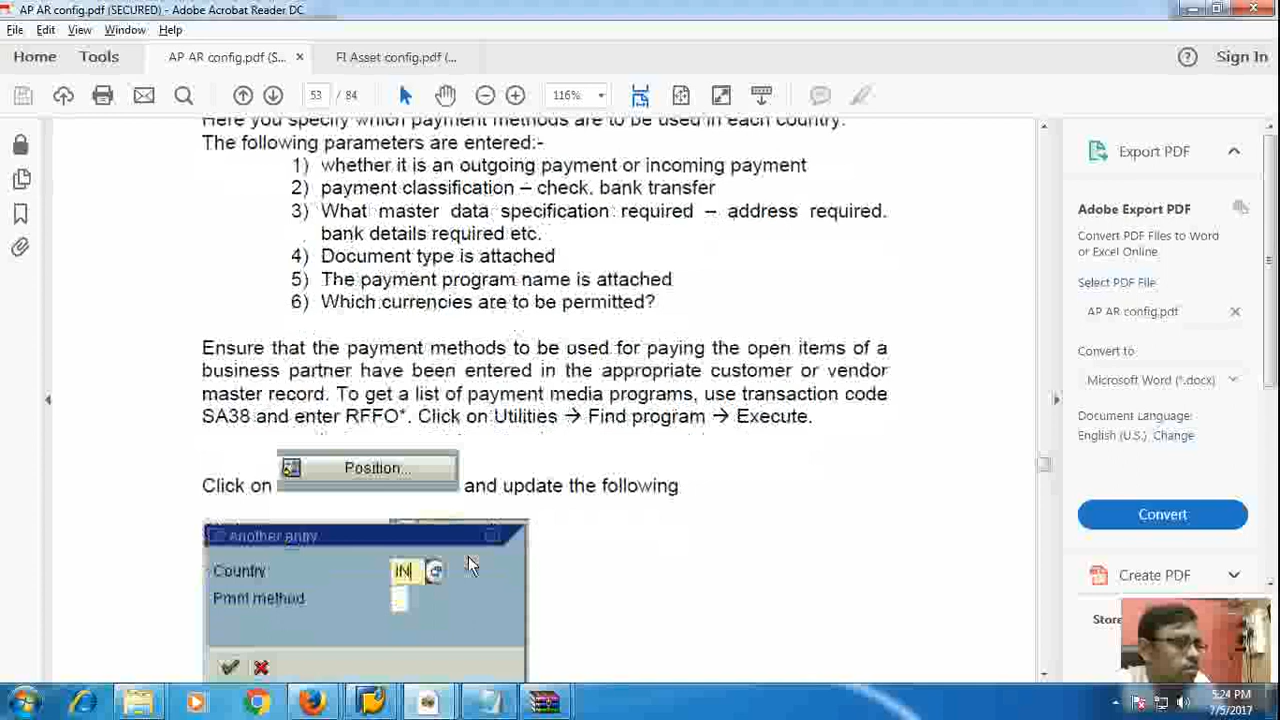 AP AR config.pdf (SECURED) - Adobe Acrobat Reader DC
File Edit View Window Help
Home Tools AP AR config.pdf (S... × FI Asset config.pdf (... Sign In
53 / 84 116%
Here you specify which payment methods are to be used in each country.
The following parameters are entered:-
1) whether it is an outgoing payment or incoming payment
2) payment classification – check, bank transfer
3) What master data specification required – address required,
bank details required etc.
4) Document type is attached
5) The payment program name is attached
6) Which currencies are to be permitted?
Ensure that the payment methods to be used for paying the open items of a
business partner have been entered in the appropriate customer or vendor
master record. To get a list of payment media programs, use transaction code
SA38 and enter RFFO*. Click on Utilities → Find program → Execute.
Click on Position... and update the following
Another entry
Country IN
Pmnt method
Export PDF
Adobe Export PDF
Convert PDF Files to Word
or Excel Online
Select PDF File
AP AR config.pdf ×
Convert to
Microsoft Word (*.docx)
Document Language:
English (U.S.) Change
Convert
Create PDF
Store
5:24 PM
7/5/2017